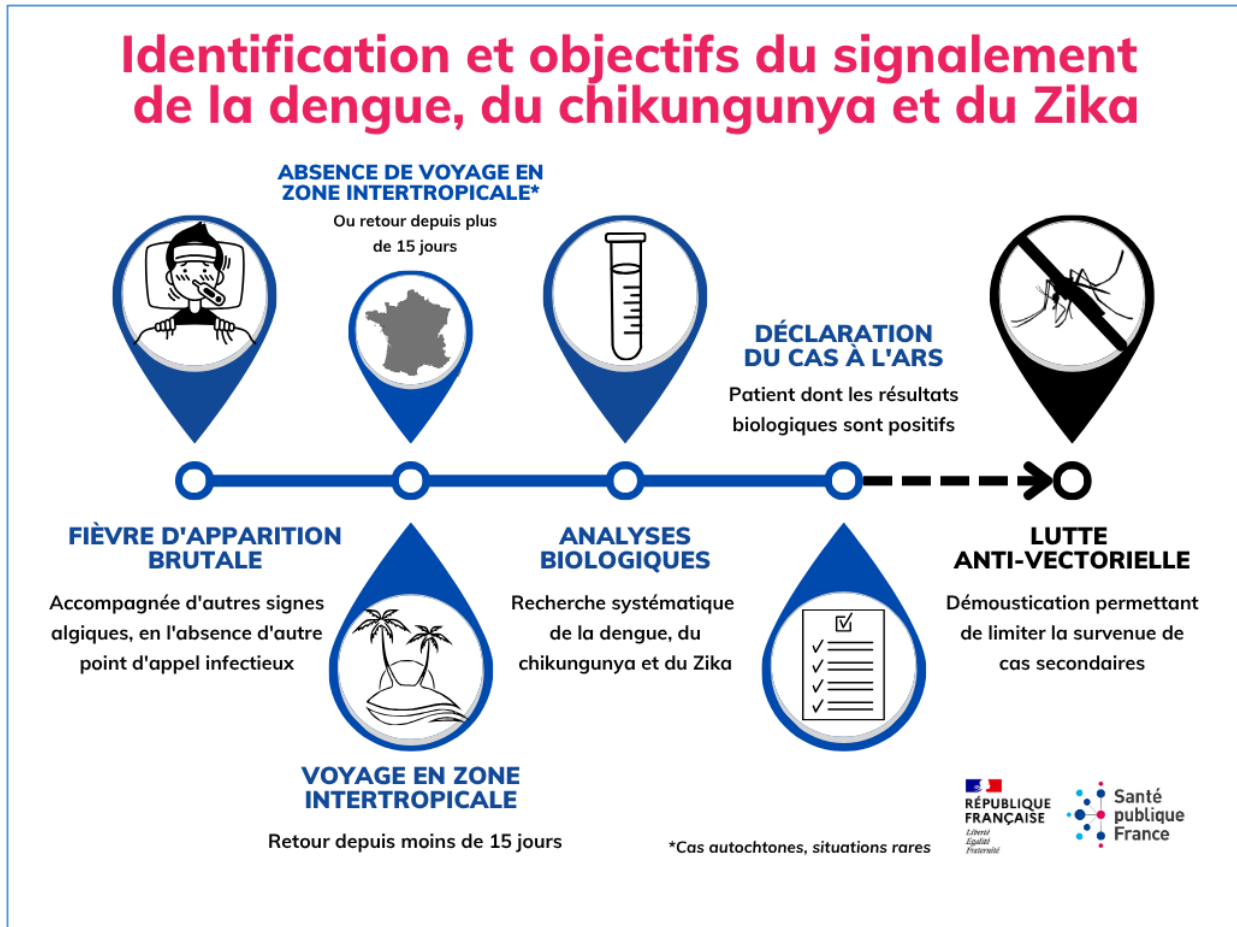 Identification et objectifs du signalement
de la dengue, du chikungunya et du Zika
ABSENCE DE VOYAGE EN
ZONE INTERTROPICALE*
Ou retour depuis plus
de 15 jours
DÉCLARATION
DU CAS À L'ARS
Patient dont les résultats
biologiques sont positifs
FIÈVRE D'APPARITION
BRUTALE
Accompagnée d'autres signes
algiques, en l'absence d'autre
point d'appel infectieux
VOYAGE EN ZONE
INTERTROPICALE
Retour depuis moins de 15 jours
ANALYSES
BIOLOGIQUES
Recherche systématique
de la dengue, du
chikungunya et du Zika
LUTTE
ANTI-VECTORIELLE
Démoustication permettant
de limiter la survenue de
cas secondaires
*Cas autochtones, situations rares
RÉPUBLIQUE
FRANÇAISE
Liberté
Égalité
Fraternité
Santé
publique
France